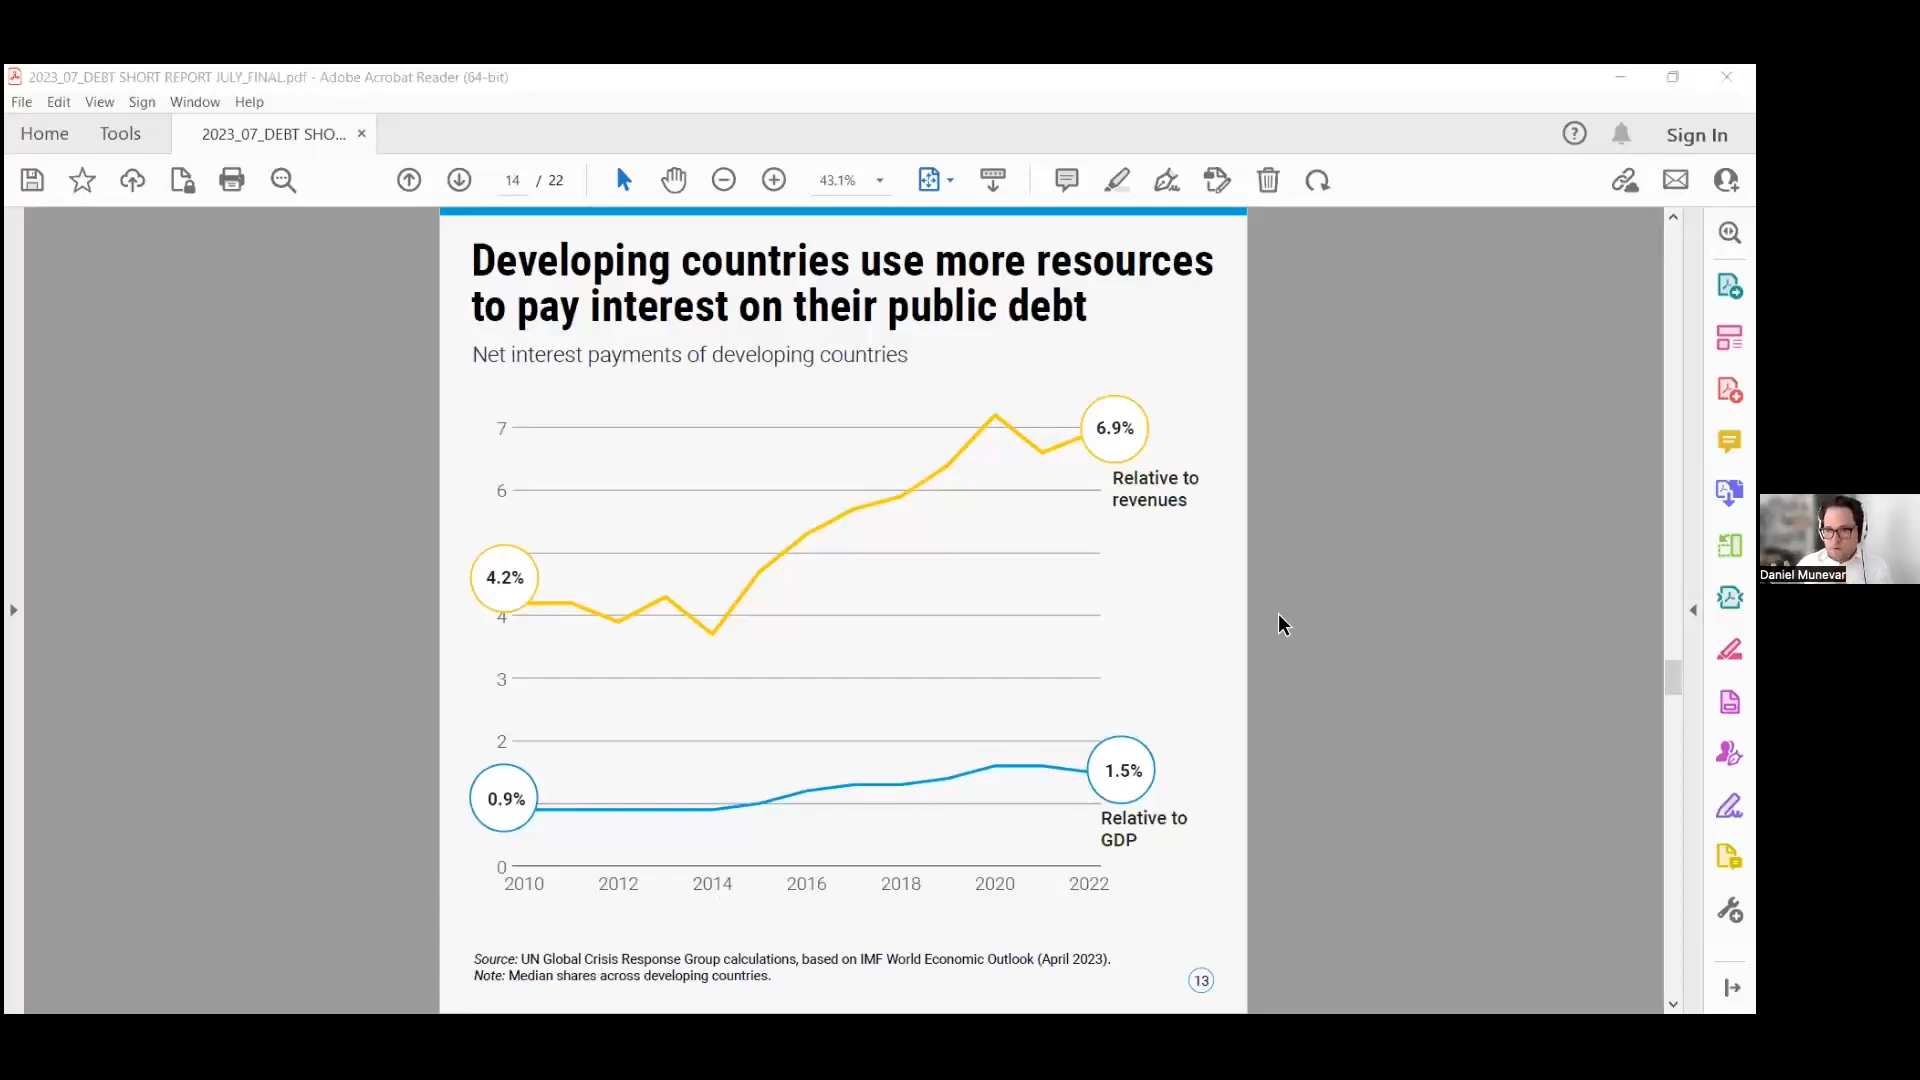 2023_07_DEBT SHORT REPORT JULY_FINAL.pdf - Adobe Acrobat Reader (64-bit)
File Edit View Sign Window Help
Home Tools 2023_07_DEBT SHO... × Sign In
14 / 22 43.1%
Developing countries use more resources
to pay interest on their public debt
Net interest payments of developing countries
7
6.9%
Relative to
revenues
6
4.2%
4
3
2
1.5%
0.9%
Relative to
GDP
0
2010 2012 2014 2016 2018 2020 2022
Source: UN Global Crisis Response Group calculations, based on IMF World Economic Outlook (April 2023).
Note: Median shares across developing countries.
13
Daniel Munevar